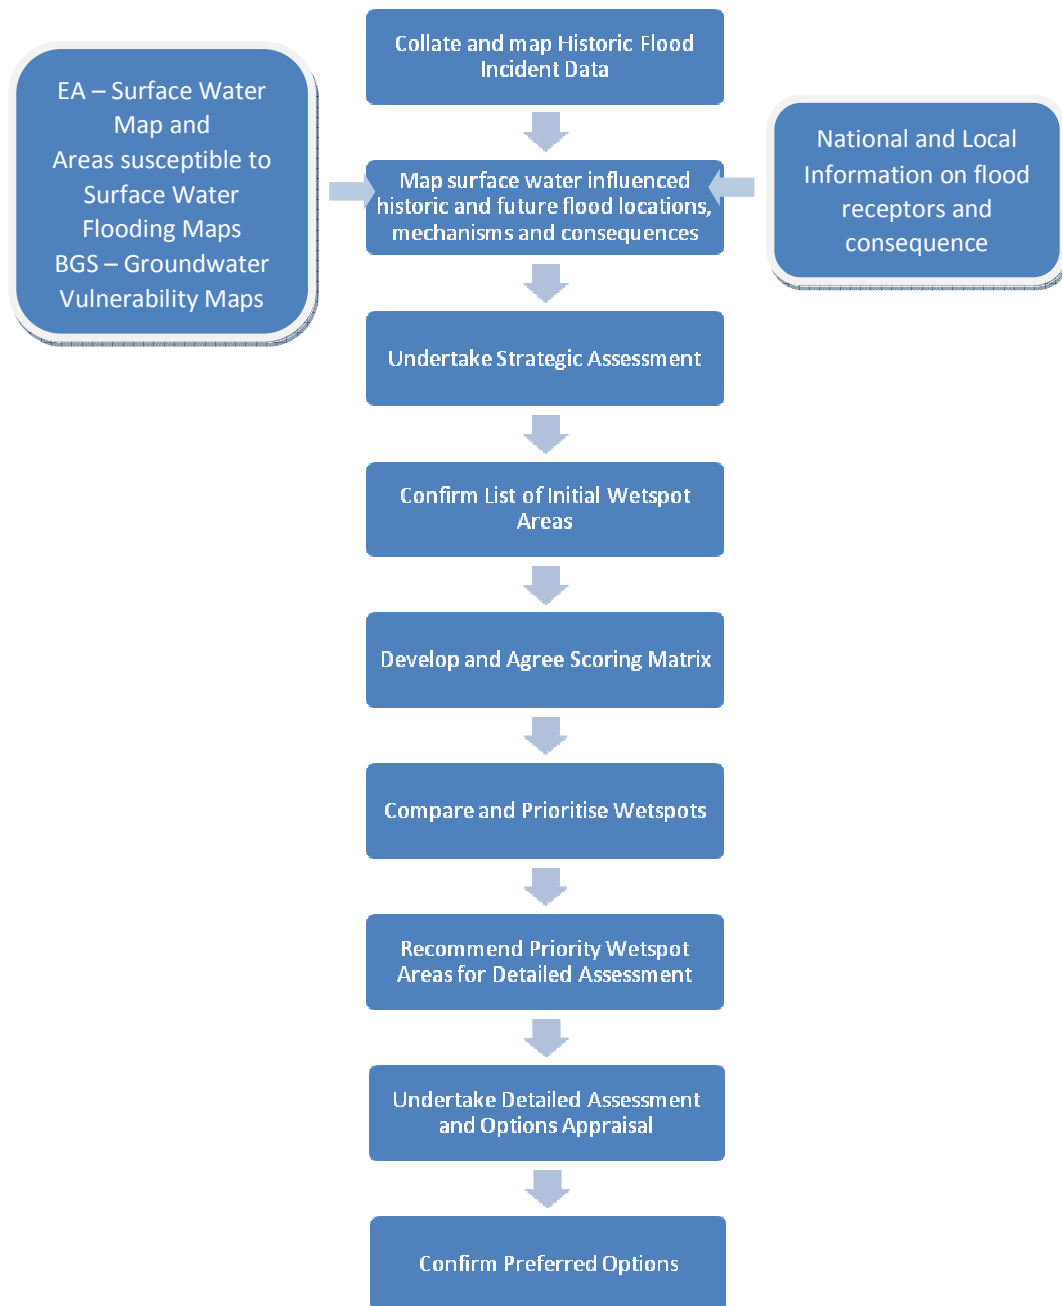 Collate and map Historic Flood
Incident Data
EA – Surface Water
Map and
Areas susceptible to
Surface Water
Flooding Maps
BGS – Groundwater
Vulnerability Maps
Map surface water influenced
historic and future flood locations,
mechanisms and consequences
National and Local
Information on flood
receptors and
consequence
Undertake Strategic Assessment
Confirm List of Initial Wetspot
Areas
Develop and Agree Scoring Matrix
Compare and Prioritise Wetspots
Recommend Priority Wetspot
Areas for Detailed Assessment
Undertake Detailed Assessment
and Options Appraisal
Confirm Preferred Options